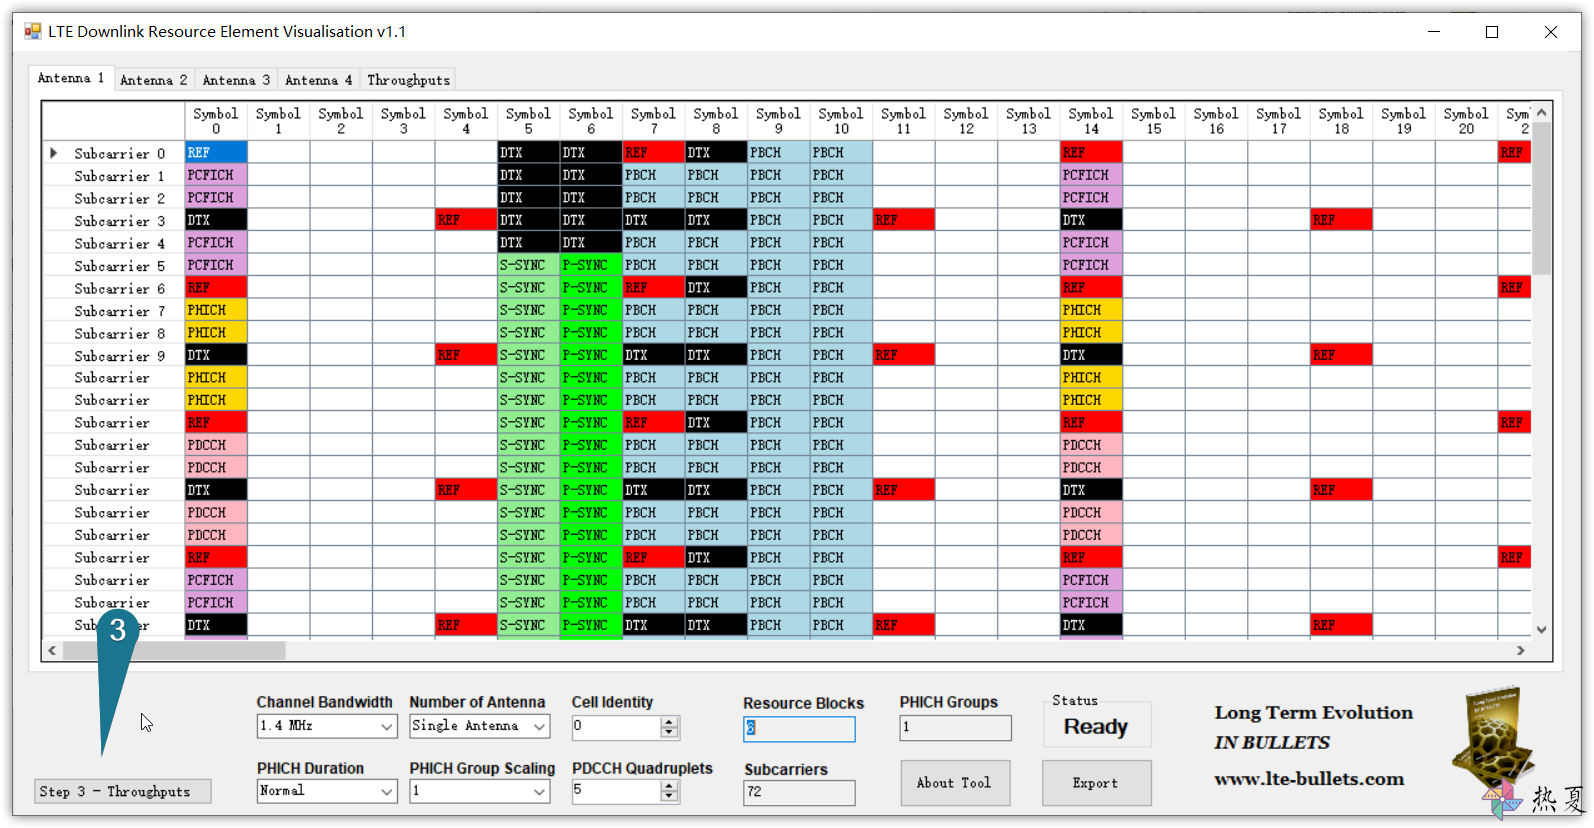 LTE Downlink Resource Element Visualisation v1.1
Antenna 1 Antenna 2 Antenna 3 Antenna 4 Throughputs
Symbol 0 Symbol 1 Symbol 2 Symbol 3 Symbol 4 Symbol 5 Symbol 6 Symbol 7 Symbol 8 Symbol 9 Symbol 10 Symbol 11 Symbol 12 Symbol 13 Symbol 14 Symbol 15 Symbol 16 Symbol 17 Symbol 18 Symbol 19 Symbol 20 Sym 2
Subcarrier 0 REF DTX DTX REF DTX PBCH PBCH REF REF
Subcarrier 1 PCFICH DTX DTX PBCH PBCH PBCH PBCH PCFICH
Subcarrier 2 PCFICH DTX DTX PBCH PBCH PBCH PBCH PCFICH
Subcarrier 3 DTX REF DTX DTX DTX DTX PBCH PBCH REF DTX REF
Subcarrier 4 PCFICH DTX DTX PBCH PBCH PBCH PBCH PCFICH
Subcarrier 5 PCFICH S-SYNC P-SYNC PBCH PBCH PBCH PBCH PCFICH
Subcarrier 6 REF S-SYNC P-SYNC REF DTX PBCH PBCH REF REF
Subcarrier 7 PHICH S-SYNC P-SYNC PBCH PBCH PBCH PBCH PHICH
Subcarrier 8 PHICH S-SYNC P-SYNC PBCH PBCH PBCH PBCH PHICH
Subcarrier 9 DTX REF S-SYNC P-SYNC DTX DTX PBCH PBCH REF DTX REF
Subcarrier PHICH S-SYNC P-SYNC PBCH PBCH PBCH PBCH PHICH
Subcarrier PHICH S-SYNC P-SYNC PBCH PBCH PBCH PBCH PHICH
Subcarrier REF S-SYNC P-SYNC REF DTX PBCH PBCH REF REF
Subcarrier PDCCH S-SYNC P-SYNC PBCH PBCH PBCH PBCH PDCCH
Subcarrier PDCCH S-SYNC P-SYNC PBCH PBCH PBCH PBCH PDCCH
Subcarrier DTX REF S-SYNC P-SYNC DTX DTX PBCH PBCH REF DTX REF
Subcarrier PDCCH S-SYNC P-SYNC PBCH PBCH PBCH PBCH PDCCH
Subcarrier PDCCH S-SYNC P-SYNC PBCH PBCH PBCH PBCH PDCCH
Subcarrier REF S-SYNC P-SYNC REF DTX PBCH PBCH REF REF
Subcarrier PCFICH S-SYNC P-SYNC PBCH PBCH PBCH PBCH PCFICH
Subcarrier PCFICH S-SYNC P-SYNC PBCH PBCH PBCH PBCH PCFICH
DTX REF S-SYNC P-SYNC DTX DTX PBCH PBCH REF DTX REF
3
Channel Bandwidth Number of Antenna Cell Identity Resource Blocks PHICH Groups Status
1.4 MHz Single Antenna 0 6 1 Ready
PHICH Duration PHICH Group Scaling PDCCH Quadruplets Subcarriers
Step 3 - Throughputs Normal 1 5 72 About Tool Export
Long Term Evolution
IN BULLETS
www.lte-bullets.com
Long Term Evolution
IN BULLETS
热夏